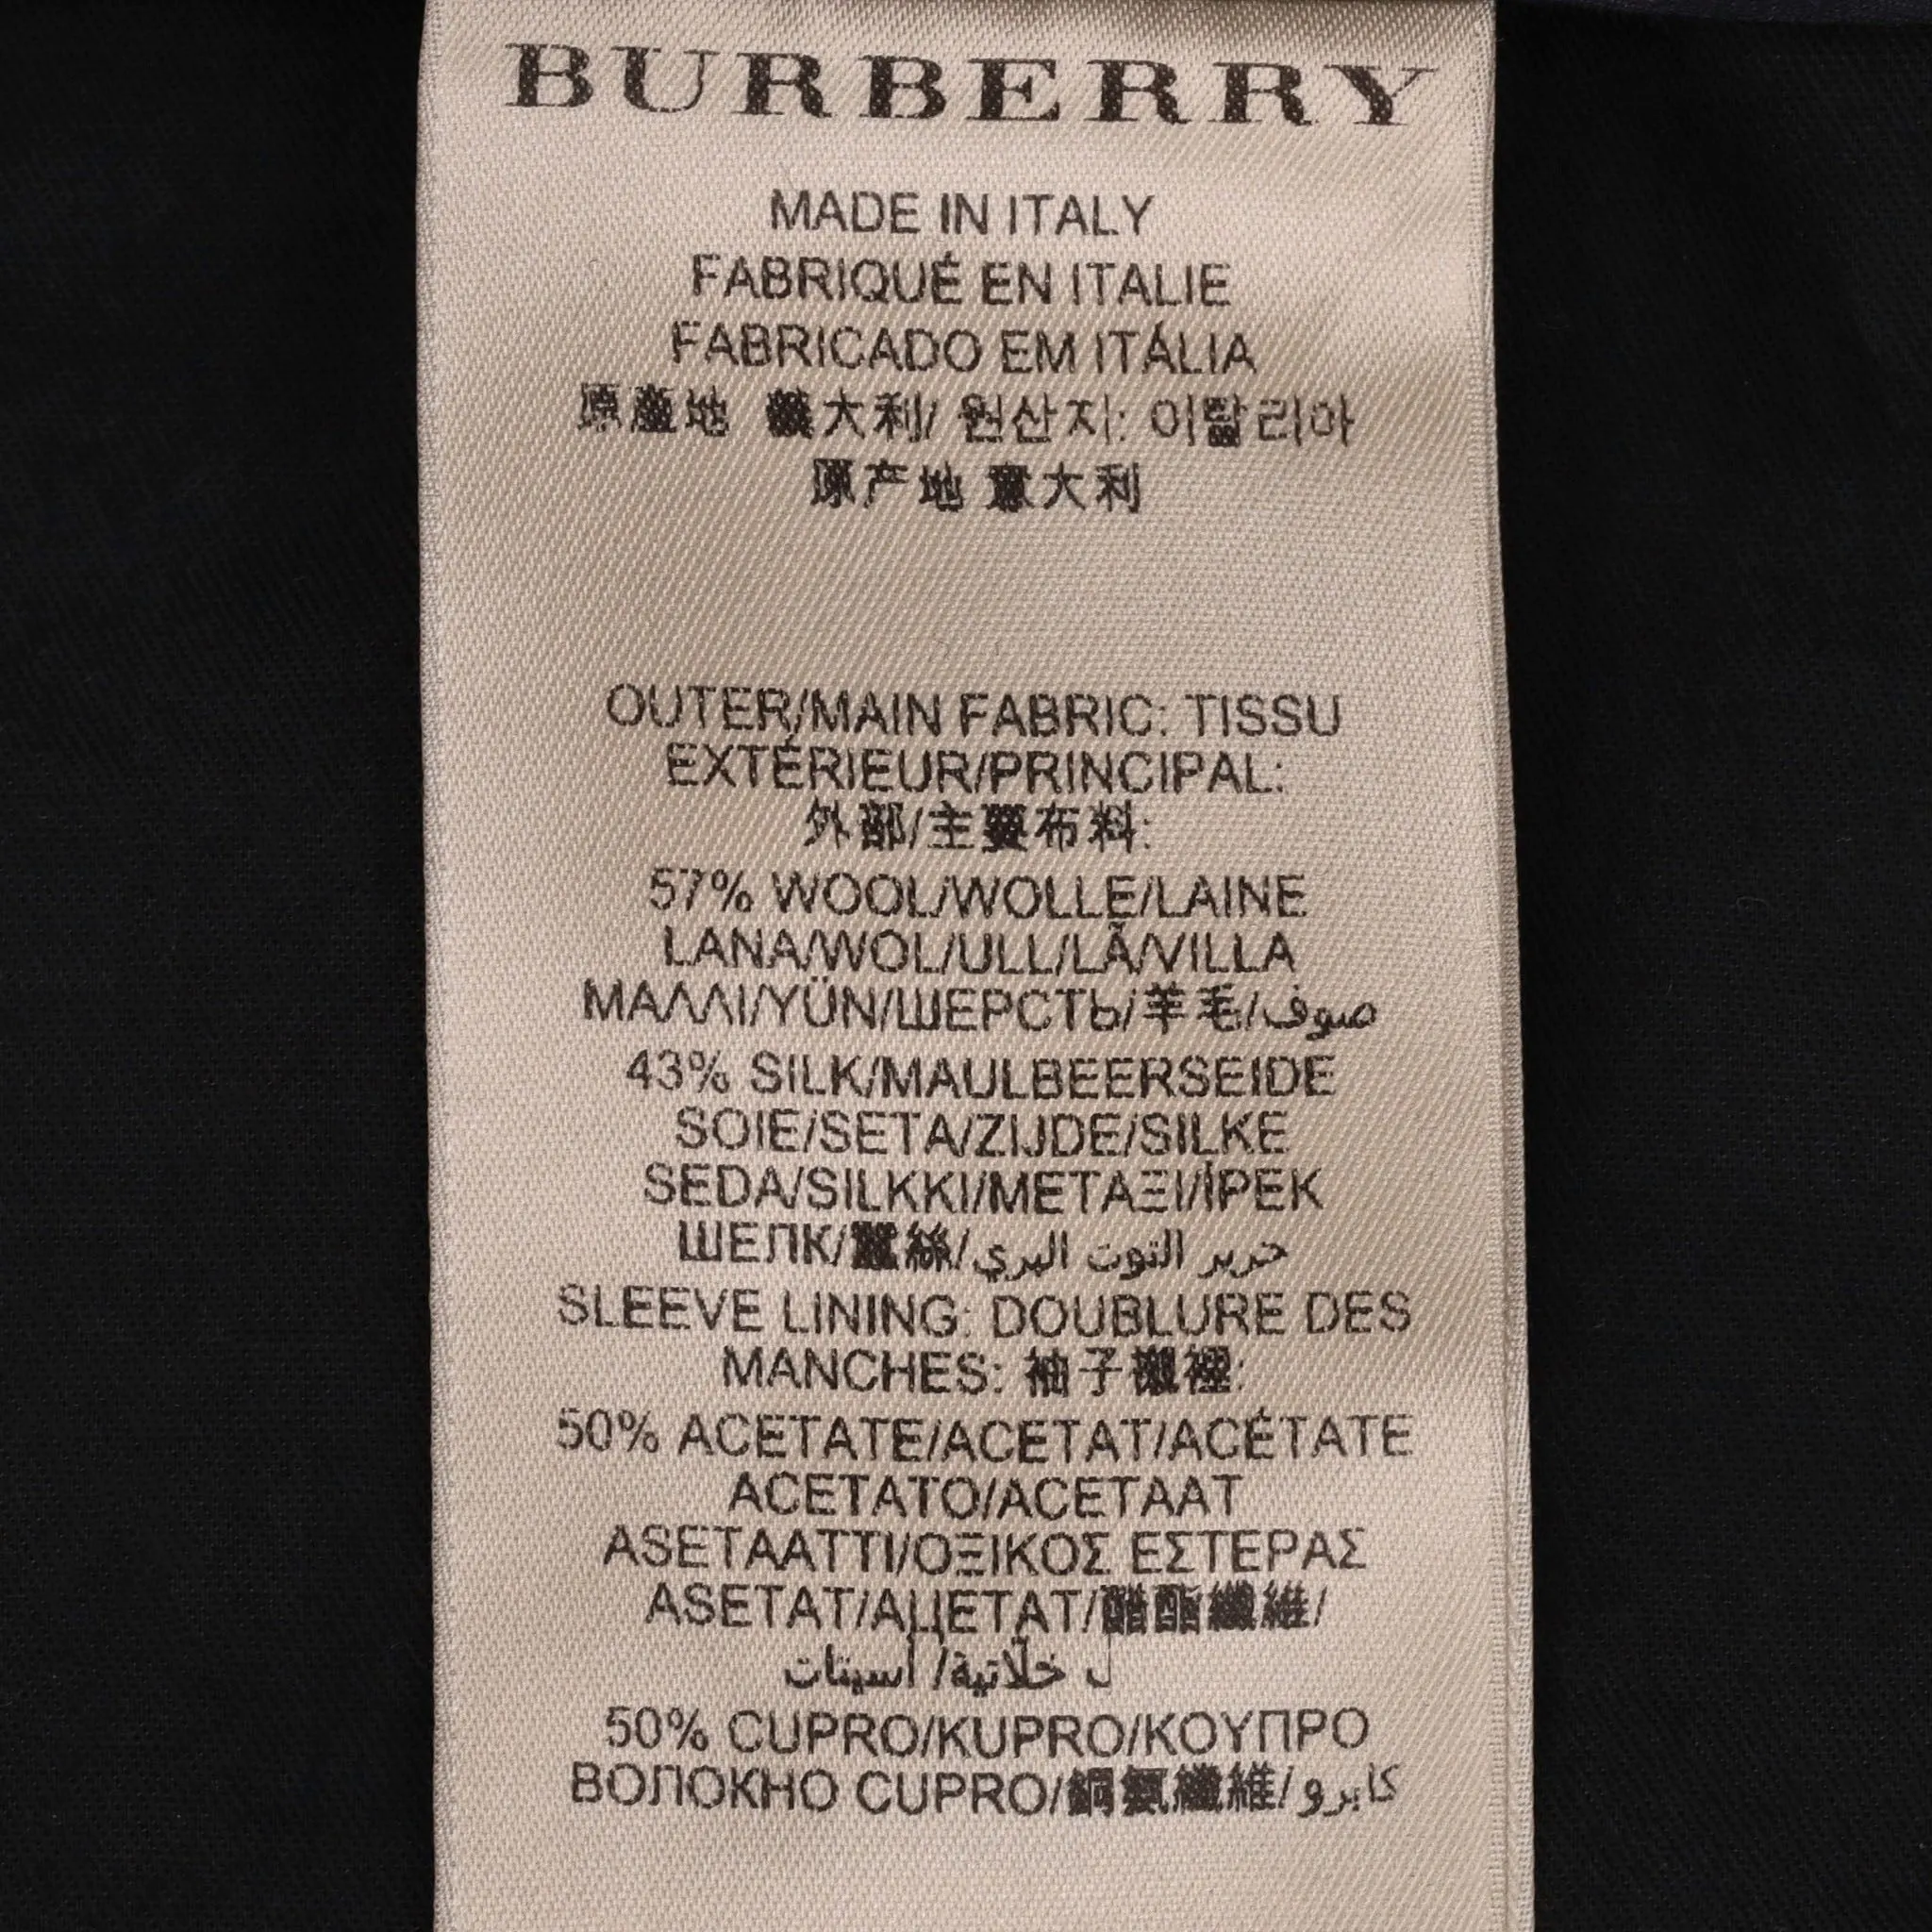 BURBERRY
MADE IN ITALY
FABRIQUÉ EN ITALIE
FABRICADO EM ITÁLIA
原產地 義大利/ 원산지: 이탈리아
原产地 意大利
OUTER/MAIN FABRIC: TISSU
EXTÉRIEUR/PRINCIPAL:
外部/主要布料:
57% WOOL/WOLLE/LAINE
LANA/WOL/ULL/LÃ/VILLA
ΜΑΛΛΙ/YÜN/ШЕРСТЬ/羊毛/صوف
43% SILK/MAULBEERSEIDE
SOIE/SETA/ZIJDE/SILKE
SEDA/SILKKI/ΜΕΤΑΞΙ/İPEK
ШЕЛК/蠶絲/حرير التوت البري
SLEEVE LINING: DOUBLURE DES
MANCHES: 袖子襯裡:
50% ACETATE/ACETAT/ACÉTATE
ACETATO/ACETAAT
ASETAATTI/ΟΞΙΚΟΣ ΕΣΤΕΡΑΣ
ASETAT/АЦЕТАТ/醋酯纖維/
ل خلّاتية/ أسيتات
50% CUPRO/KUPRO/ΚΟΥΠΡΟ
ВОЛОКНО CUPRO/銅氨纖維/كابرو